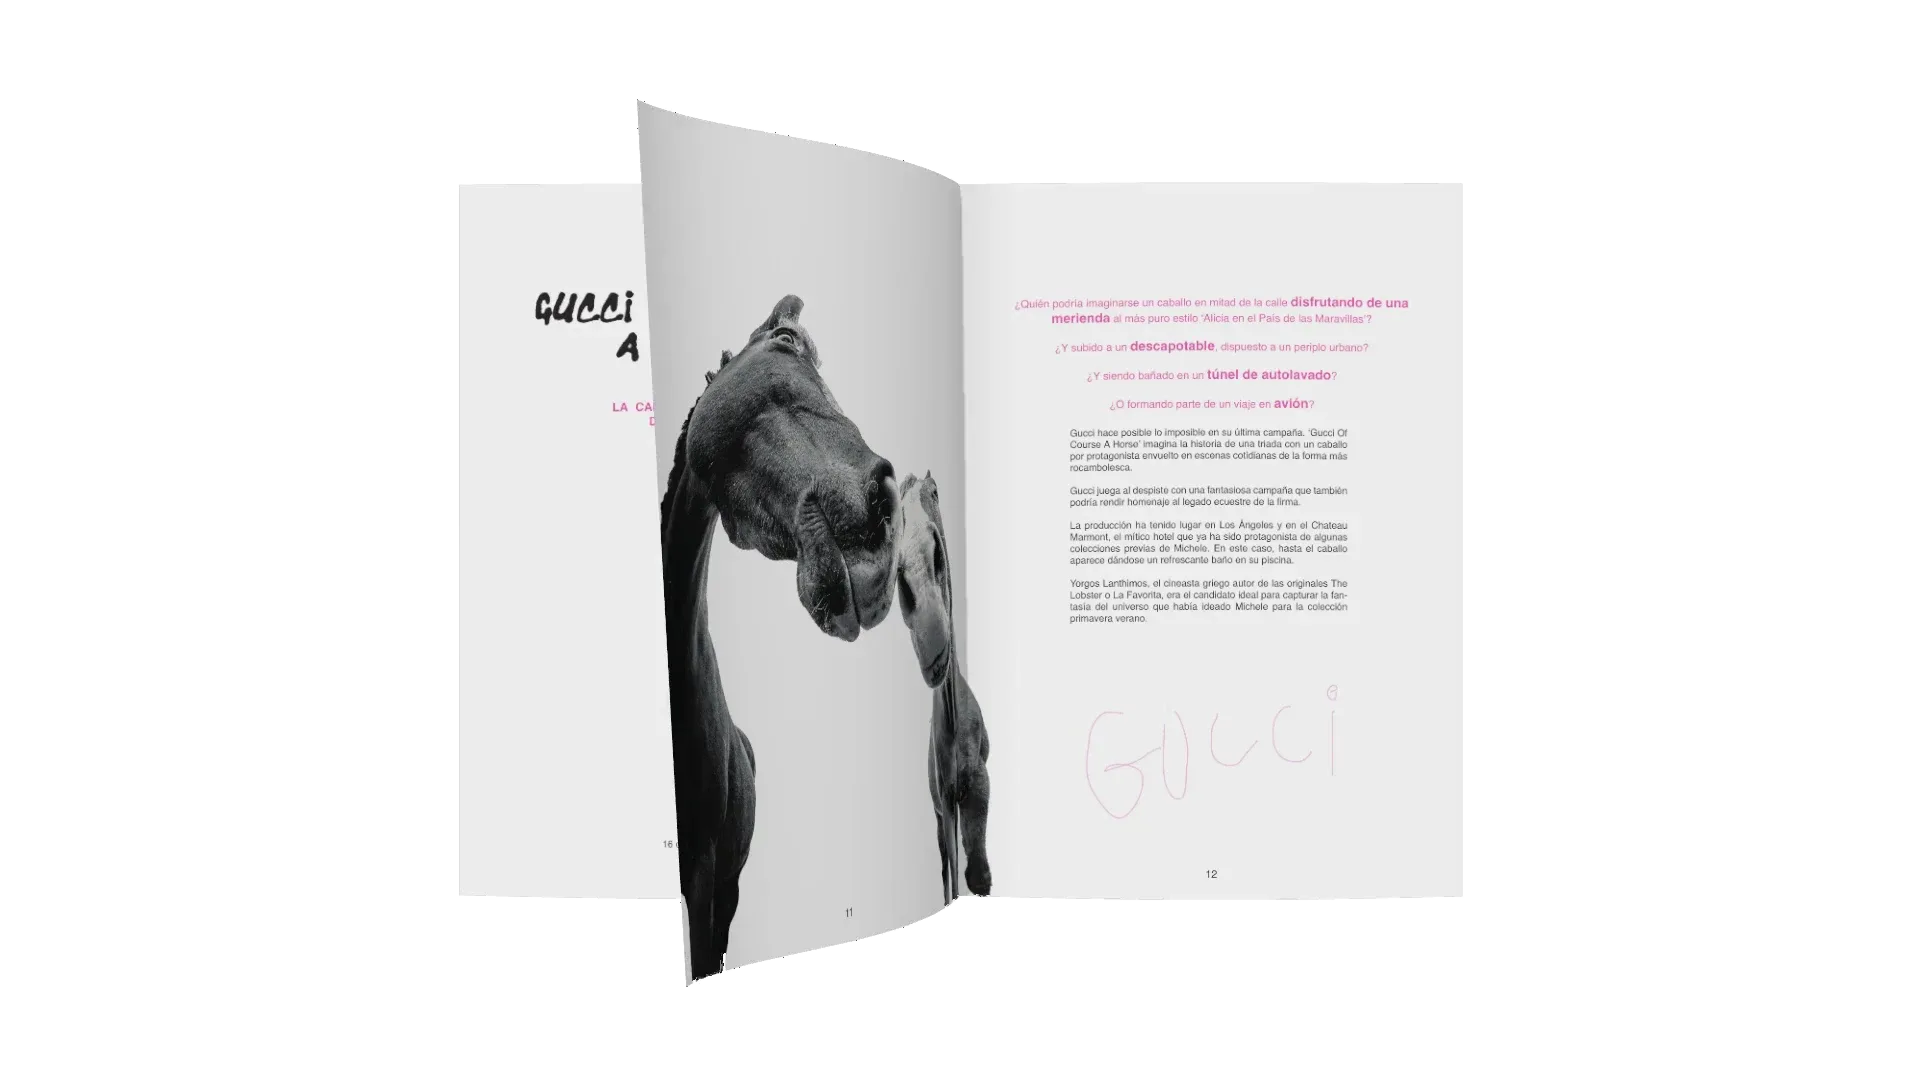 GUCCi
A
LA CA
D
16
11
¿Quién podría imaginarse un caballo en mitad de la calle disfrutando de una
merienda al más puro estilo ‘Alicia en el País de las Maravillas’?
¿Y subido a un descapotable, dispuesto a un periplo urbano?
¿Y siendo bañado en un túnel de autolavado?
¿O formando parte de un viaje en avión?
Gucci hace posible lo imposible en su última campaña. ‘Gucci Of
Course A Horse’ imagina la historia de una triada con un caballo
por protagonista envuelto en escenas cotidianas de la forma más
rocambolesca.
Gucci juega al despiste con una fantasiosa campaña que también
podría rendir homenaje al legado ecuestre de la firma.
La producción ha tenido lugar en Los Ángeles y en el Chateau
Marmont, el mítico hotel que ya ha sido protagonista de algunas
colecciones previas de Michele. En este caso, hasta el caballo
aparece dándose un refrescante baño en su piscina.
Yorgos Lanthimos, el cineasta griego autor de las originales The
Lobster o La Favorita, era el candidato ideal para capturar la fan-
tasía del universo que había ideado Michele para la colección
primavera verano.
GUCCi
12